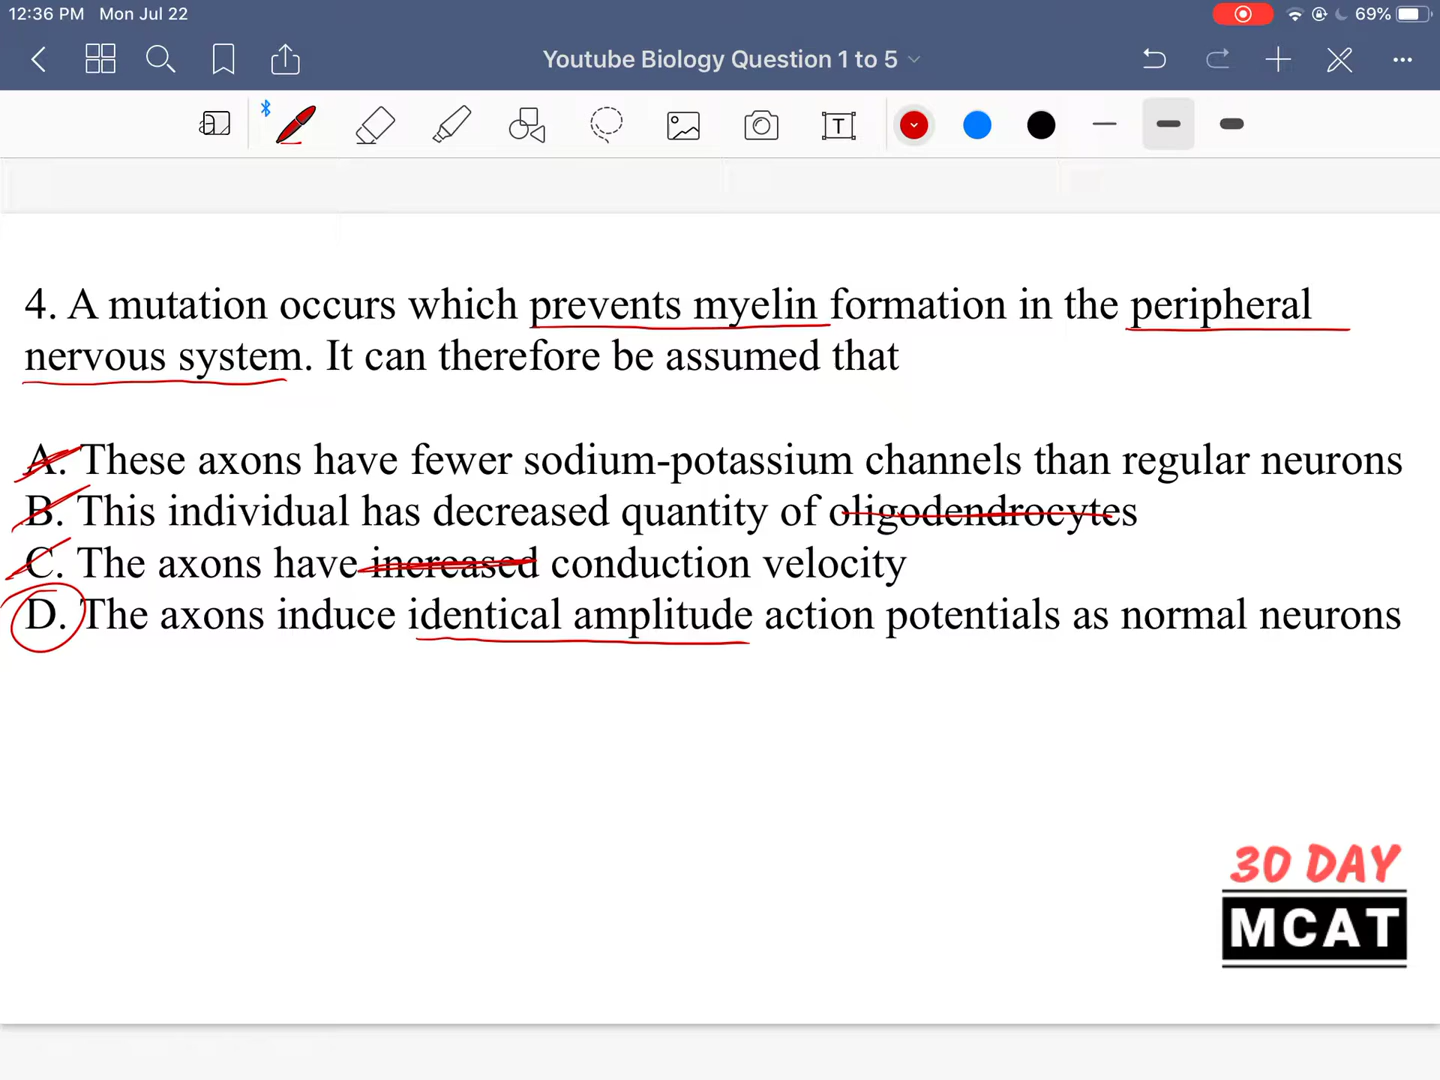 12:36 PM Mon Jul 22
69%
Youtube Biology Question 1 to 5
T
4. A mutation occurs which prevents myelin formation in the peripheral
nervous system. It can therefore be assumed that
A. These axons have fewer sodium-potassium channels than regular neurons
B. This individual has decreased quantity of oligodendrocytes
C. The axons have increased conduction velocity
D. The axons induce identical amplitude action potentials as normal neurons
30 DAY
MCAT